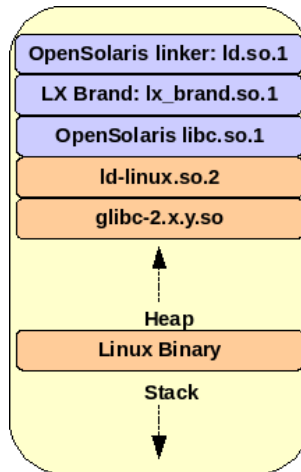 OpenSolaris linker: ld.so.1
LX Brand: lx_brand.so.1
OpenSolaris libc.so.1
ld-linux.so.2
glibc-2.x.y.so
Heap
Linux Binary
Stack